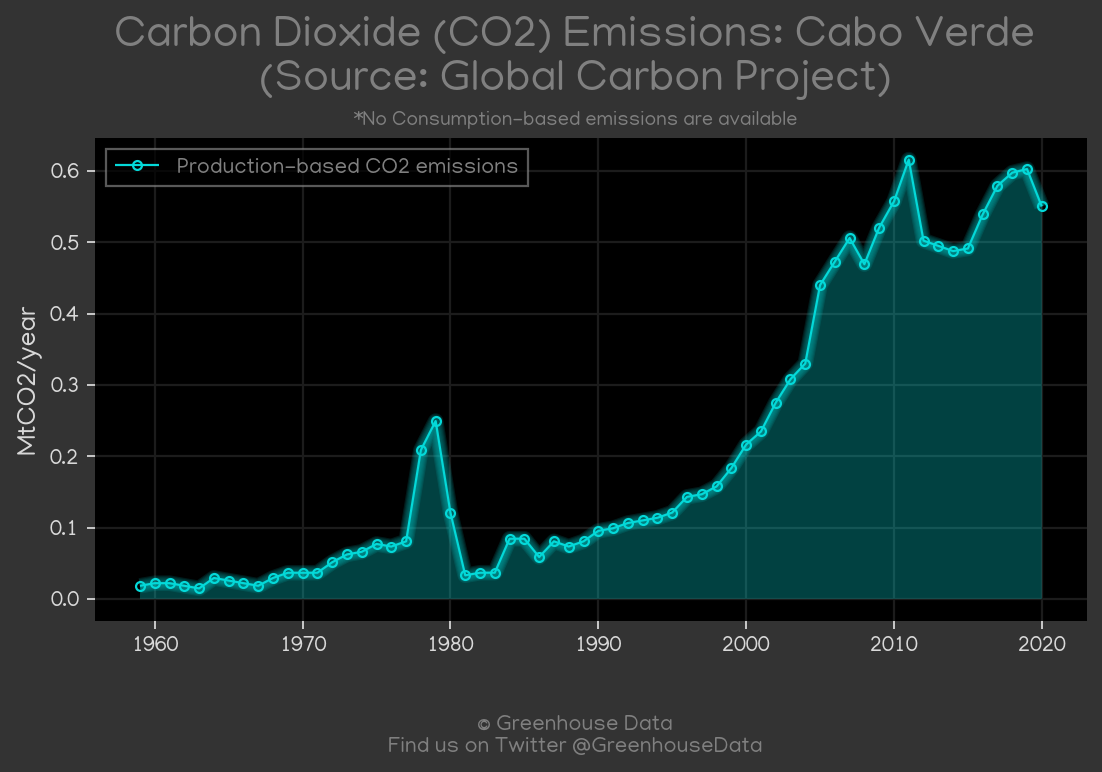 Carbon Dioxide (CO2) Emissions: Cabo Verde
(Source: Global Carbon Project)
*No Consumption-based emissions are available
Production-based CO2 emissions
MtCO2/year
0.6
0.5
0.4
0.3
0.2
0.1
0.0
1960 1970 1980 1990 2000 2010 2020
© Greenhouse Data
Find us on Twitter @GreenhouseData